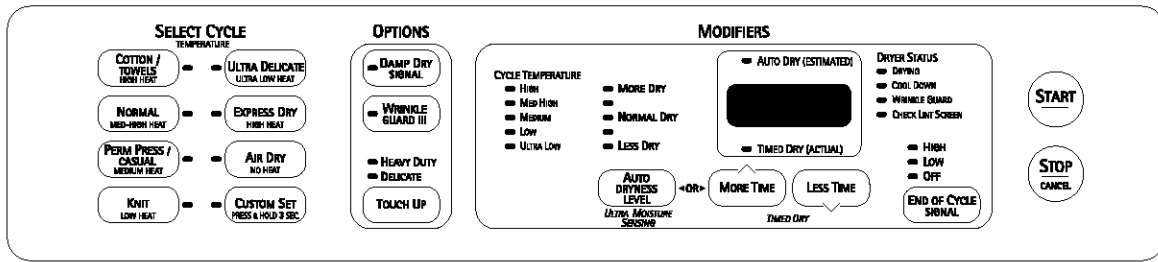 SELECT CYCLE
TEMPERATURE
COTTON /
TOWELS
HIGH HEAT
ULTRA DELICATE
ULTRA LOW HEAT
NORMAL
MED-HIGH HEAT
EXPRESS DRY
HIGH HEAT
PERM PRESS /
CASUAL
MEDIUM HEAT
AIR DRY
NO HEAT
KNIT
LOW HEAT
CUSTOM SET
PRESS & HOLD 3 SEC.
OPTIONS
DAMP DRY
SIGNAL
WRINKLE
GUARD III
HEAVY DUTY
DELICATE
TOUCH UP
MODIFIERS
CYCLE TEMPERATURE
HIGH
MED HIGH
MEDIUM
LOW
ULTRA LOW
MORE DRY
NORMAL DRY
LESS DRY
AUTO DRY (ESTIMATED)
TIMED DRY (ACTUAL)
AUTO
DRYNESS
LEVEL
ULTRA MOISTURE
SENSING
OR
MORE TIME
LESS TIME
TIMED DRY
DRYER STATUS
DRYING
COOL DOWN
WRINKLE GUARD
CHECK LINT SCREEN
HIGH
LOW
OFF
END OF CYCLE
SIGNAL
START
STOP
CANCEL